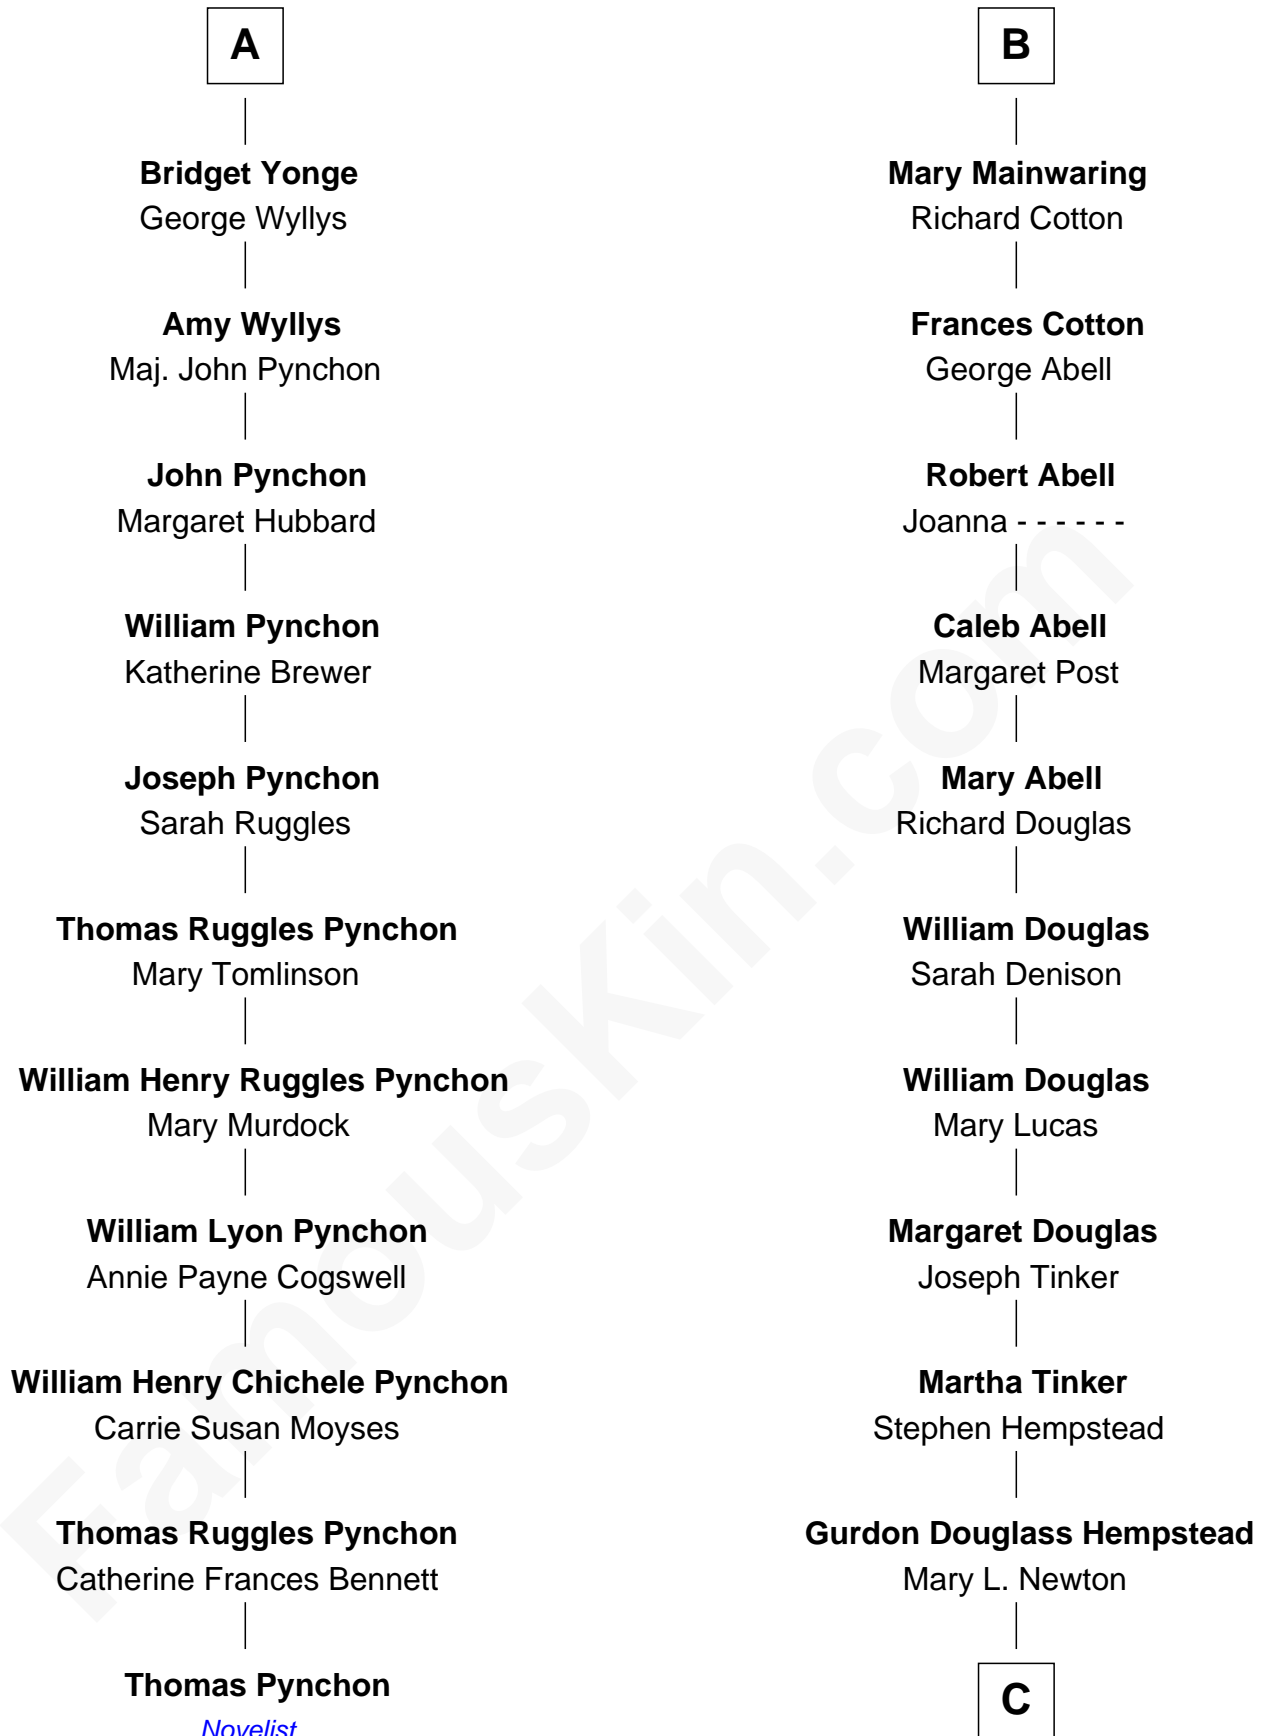 A
Bridget Yonge
George Wyllys
Amy Wyllys
Maj. John Pynchon
John Pynchon
Margaret Hubbard
William Pynchon
Katherine Brewer
Joseph Pynchon
Sarah Ruggles
Thomas Ruggles Pynchon
Mary Tomlinson
William Henry Ruggles Pynchon
Mary Murdock
William Lyon Pynchon
Annie Payne Cogswell
William Henry Chichele Pynchon
Carrie Susan Moyses
Thomas Ruggles Pynchon
Catherine Frances Bennett
Thomas Pynchon
Novelist
B
Mary Mainwaring
Richard Cotton
Frances Cotton
George Abell
Robert Abell
Joanna - - - - - -
Caleb Abell
Margaret Post
Mary Abell
Richard Douglas
William Douglas
Sarah Denison
William Douglas
Mary Lucas
Margaret Douglas
Joseph Tinker
Martha Tinker
Stephen Hempstead
Gurdon Douglass Hempstead
Mary L. Newton
C
FamousKin.com